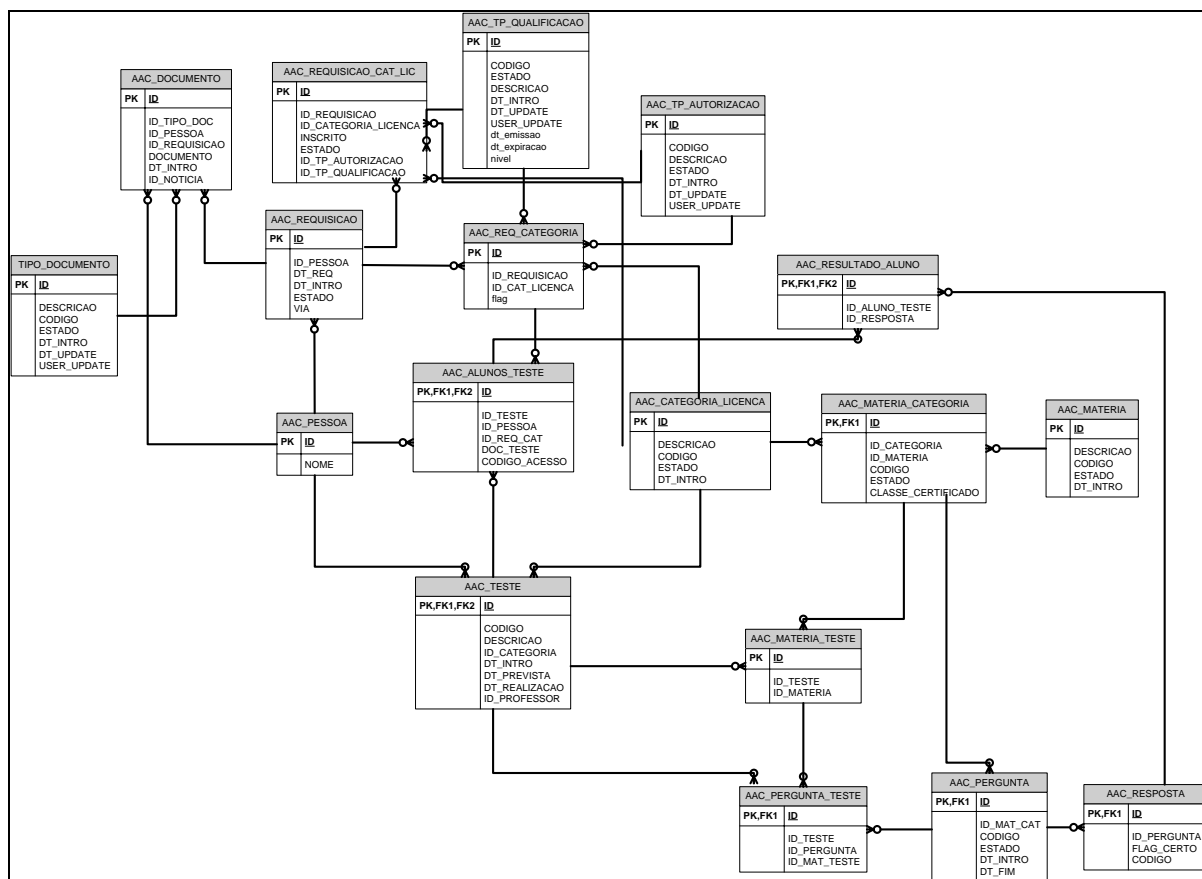 AAC_TP_QUALIFICACAO
PK ID
CODIGO
ESTADO
DESCRICAO
DT_INTRO
DT_UPDATE
USER_UPDATE
dt_emissao
dt_expiracao
nivel
AAC_REQUISICAO_CAT_LIC
PK ID
ID_REQUISICAO
ID_CATEGORIA_LICENCA
INSCRITO
ESTADO
ID_TP_AUTORIZACAO
ID_TP_QUALIFICACAO
AAC_DOCUMENTO
PK ID
ID_TIPO_DOC
ID_PESSOA
ID_REQUISICAO
DOCUMENTO
DT_INTRO
ID_NOTICIA
AAC_TP_AUTORIZACAO
PK ID
CODIGO
DESCRICAO
ESTADO
DT_INTRO
DT_UPDATE
USER_UPDATE
AAC_REQUISICAO
PK ID
ID_PESSOA
DT_REQ
DT_INTRO
ESTADO
VIA
AAC_REQ_CATEGORIA
PK ID
ID_REQUISICAO
ID_CAT_LICENCA
flag
TIPO_DOCUMENTO
PK ID
DESCRICAO
CODIGO
ESTADO
DT_INTRO
DT_UPDATE
USER_UPDATE
AAC_RESULTADO_ALUNO
PK,FK1,FK2 ID
ID_ALUNO_TESTE
ID_RESPOSTA
AAC_ALUNOS_TESTE
PK,FK1,FK2 ID
ID_TESTE
ID_PESSOA
ID_REQ_CAT
DOC_TESTE
CODIGO_ACESSO
AAC_PESSOA
PK ID
NOME
AAC_CATEGORIA_LICENCA
PK ID
DESCRICAO
CODIGO
ESTADO
DT_INTRO
AAC_MATERIA_CATEGORIA
PK,FK1 ID
ID_CATEGORIA
ID_MATERIA
CODIGO
ESTADO
CLASSE_CERTIFICADO
AAC_MATERIA
PK ID
DESCRICAO
CODIGO
ESTADO
DT_INTRO
AAC_TESTE
PK,FK1,FK2 ID
CODIGO
DESCRICAO
ID_CATEGORIA
DT_INTRO
DT_PREVISTA
DT_REALIZACAO
ID_PROFESSOR
AAC_MATERIA_TESTE
PK ID
ID_TESTE
ID_MATERIA
AAC_PERGUNTA_TESTE
PK,FK1 ID
ID_TESTE
ID_PERGUNTA
ID_MAT_TESTE
AAC_PERGUNTA
PK,FK1 ID
ID_MAT_CAT
CODIGO
ESTADO
DT_INTRO
DT_FIM
AAC_RESPOSTA
PK,FK1 ID
ID_PERGUNTA
FLAG_CERTO
CODIGO